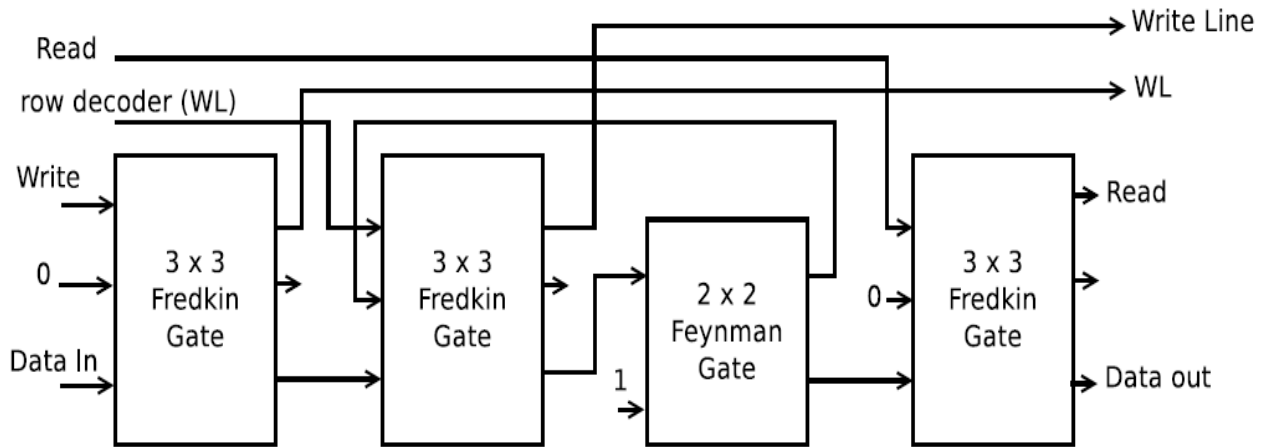 Write Line
Read
WL
row decoder (WL)
Write
0
Data In
3 x 3
Fredkin
Gate
3 x 3
Fredkin
Gate
1
2 x 2
Feynman
Gate
0
3 x 3
Fredkin
Gate
Read
Data out